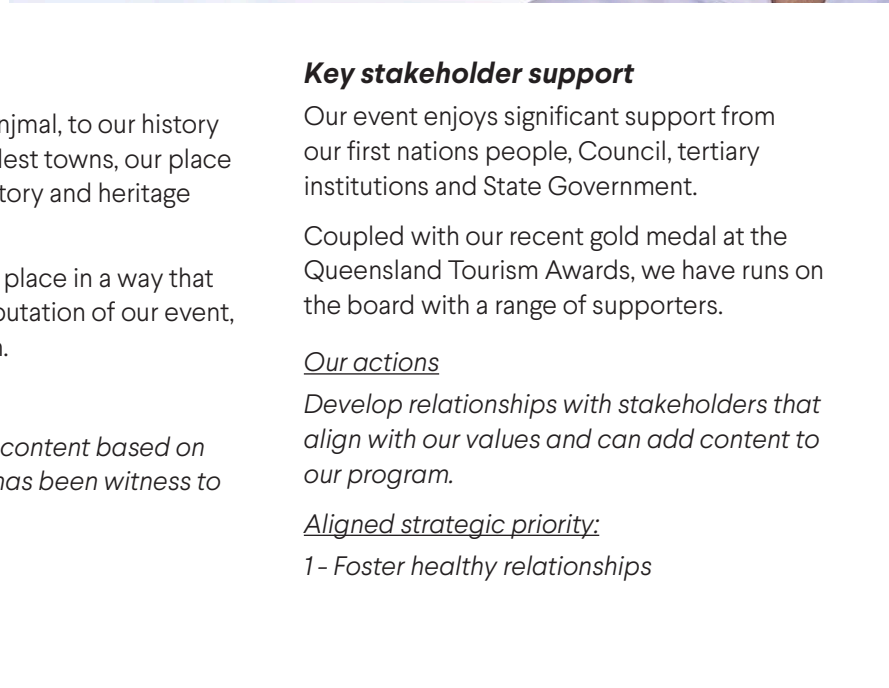 to our history
towns, our place
and heritage
place in a way that
of our event,
content based on
has been witness to
Key stakeholder support
Our event enjoys significant support from
our first nations people, Council, tertiary
institutions and State Government.
Coupled with our recent gold medal at the
Queensland Tourism Awards, we have runs on
the board with a range of supporters.
Our actions
Develop relationships with stakeholders that
align with our values and can add content to
our program.
Aligned strategic priority:
1 - Foster healthy relationships